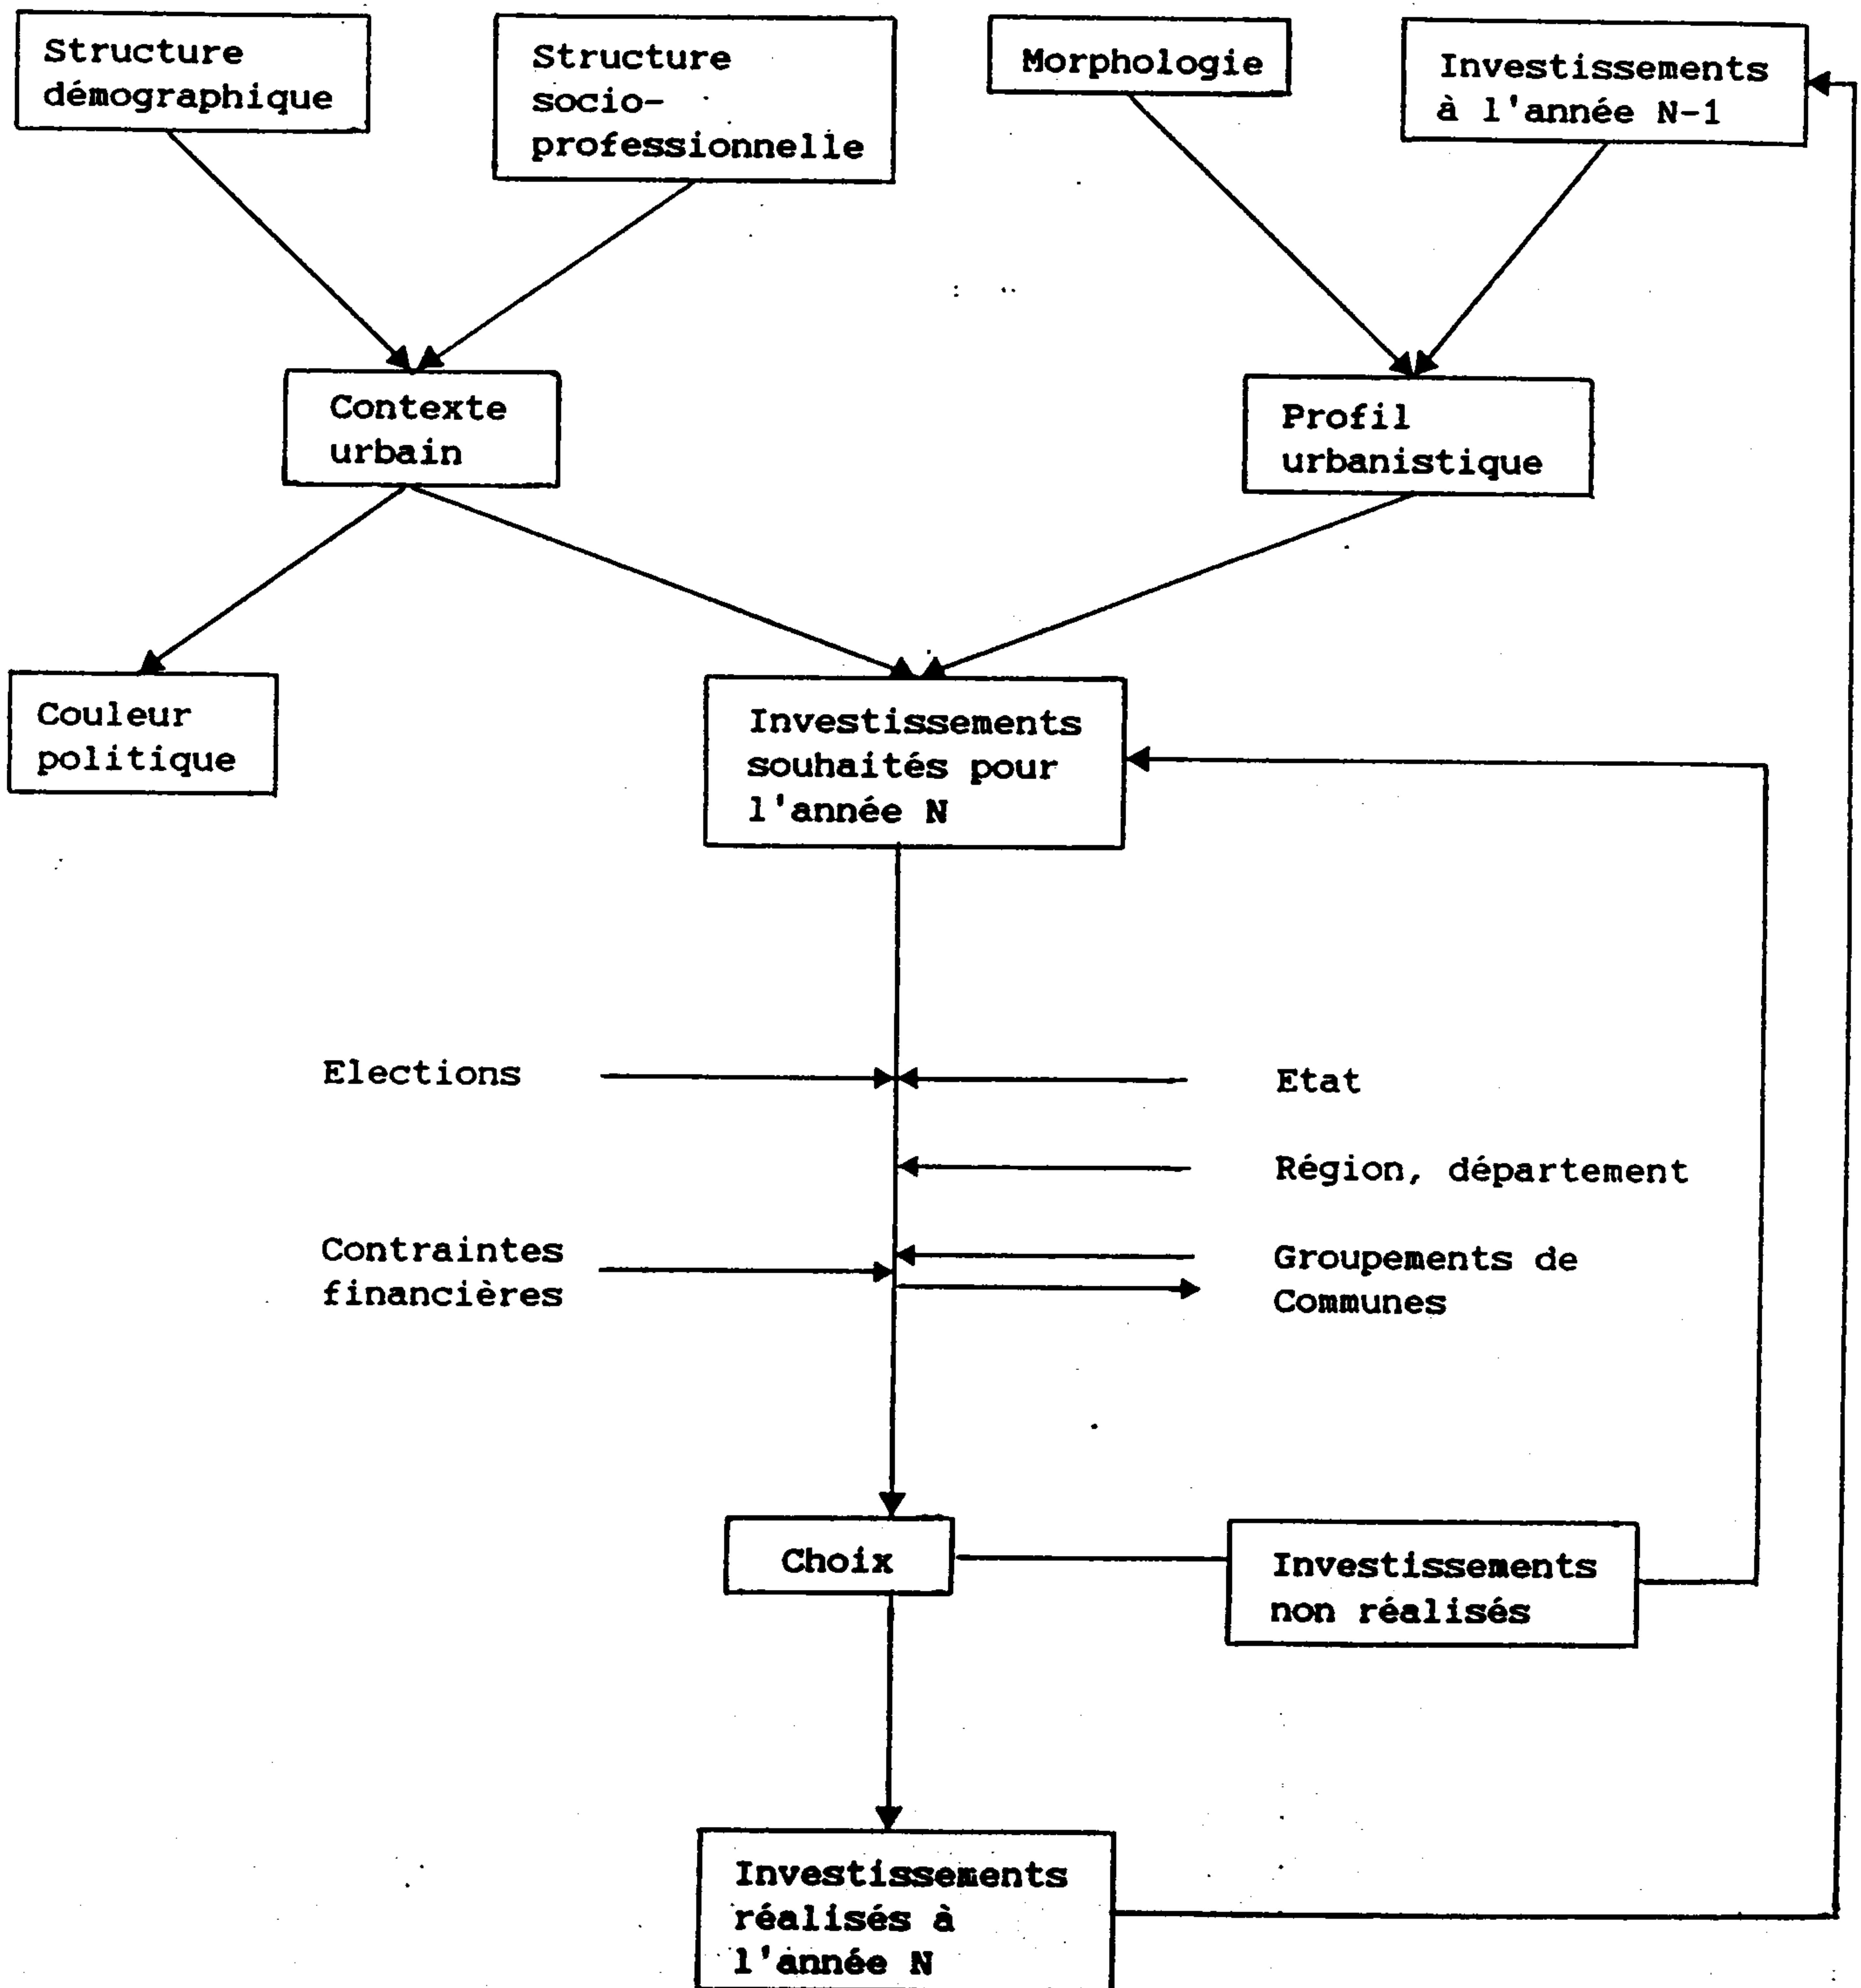 Structure
démographique
Structure
socio-
professionnelle
Morphologie
Investissements
à l'année N-1
Contexte
urbain
Profil
urbanistique
Couleur
politique
Investissements
souhaités pour
l'année N
Elections
Etat
Région, département
Contraintes
financières
Groupements de
Communes
Choix
Investissements
non réalisés
Investissements
réalisés à
l'année N